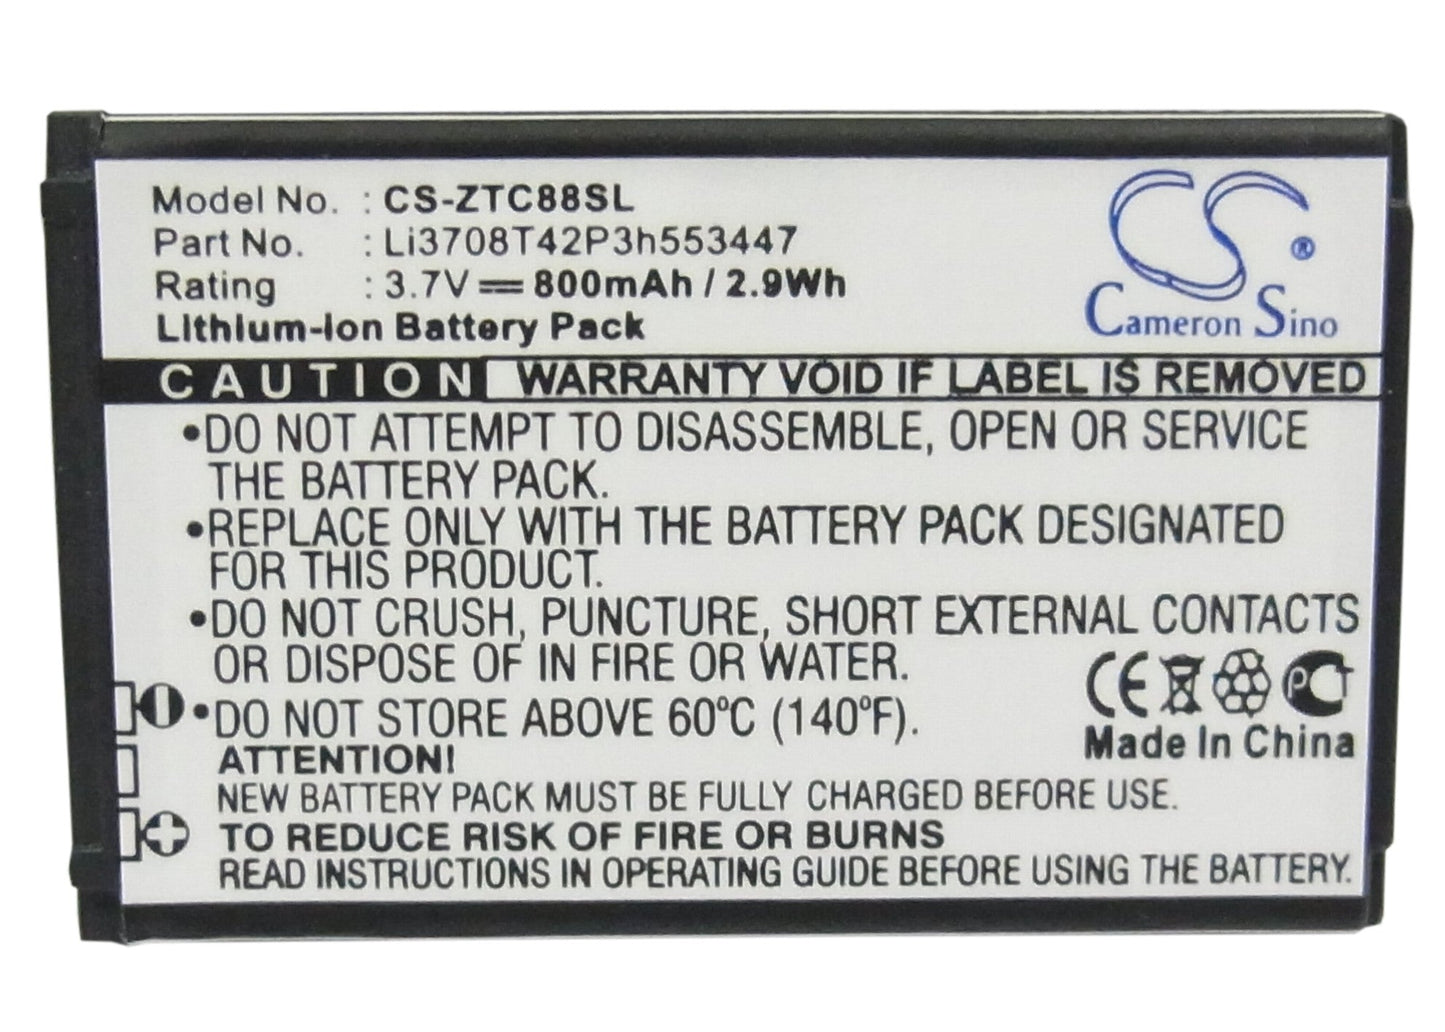 Model No. : CS-ZTC88SL
Part No. : Li3708T42P3h553447
Rating : 3.7V ⎓ 800mAh / 2.9Wh
Lithium-Ion Battery Pack
CS®
Cameron Sino
CAUTION WARRANTY VOID IF LABEL IS REMOVED
•DO NOT ATTEMPT TO DISASSEMBLE, OPEN OR SERVICE
THE BATTERY PACK.
•REPLACE ONLY WITH THE BATTERY PACK DESIGNATED
FOR THIS PRODUCT.
•DO NOT CRUSH, PUNCTURE, SHORT EXTERNAL CONTACTS
OR DISPOSE OF IN FIRE OR WATER.
•DO NOT STORE ABOVE 60°C (140°F).
CE PCT
Made In China
ATTENTION!
NEW BATTERY PACK MUST BE FULLY CHARGED BEFORE USE.
TO REDUCE RISK OF FIRE OR BURNS
READ INSTRUCTIONS IN OPERATING GUIDE BEFORE USING THE BATTERY.